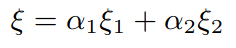 ξ = α₁ξ₁ + α₂ξ₂